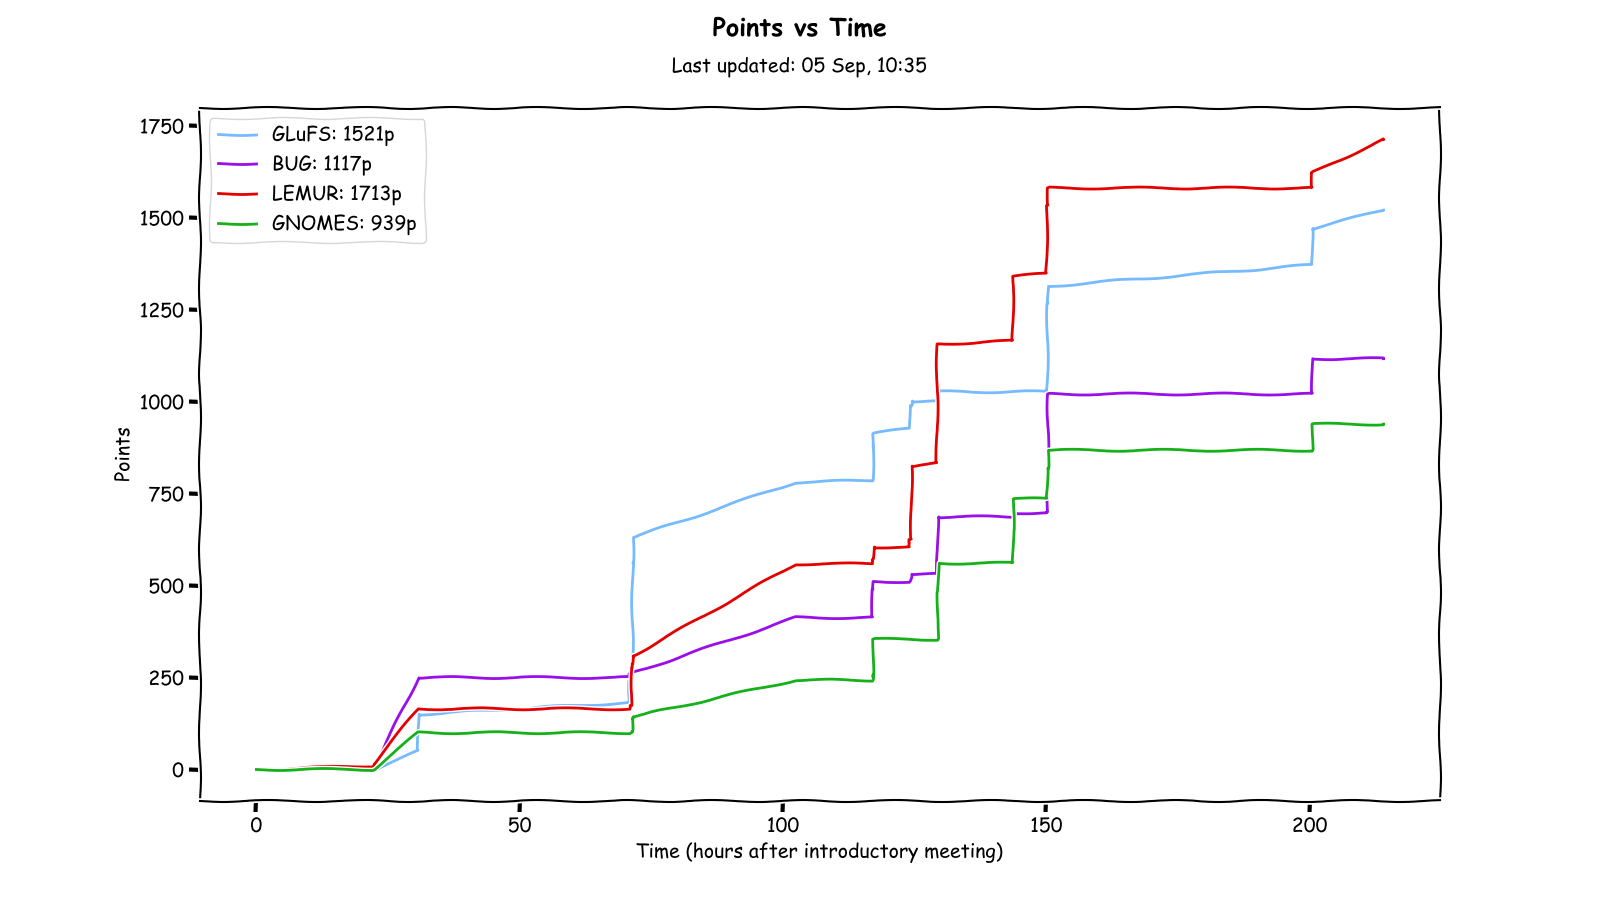 Points vs Time
Last updated: 05 Sep, 10:35
GLuFS: 1521p
BUG: 1117p
LEMUR: 1713p
GNOMES: 939p
1750
1500
1250
1000
750
500
250
0
Points
0 50 100 150 200
Time (hours after introductory meeting)